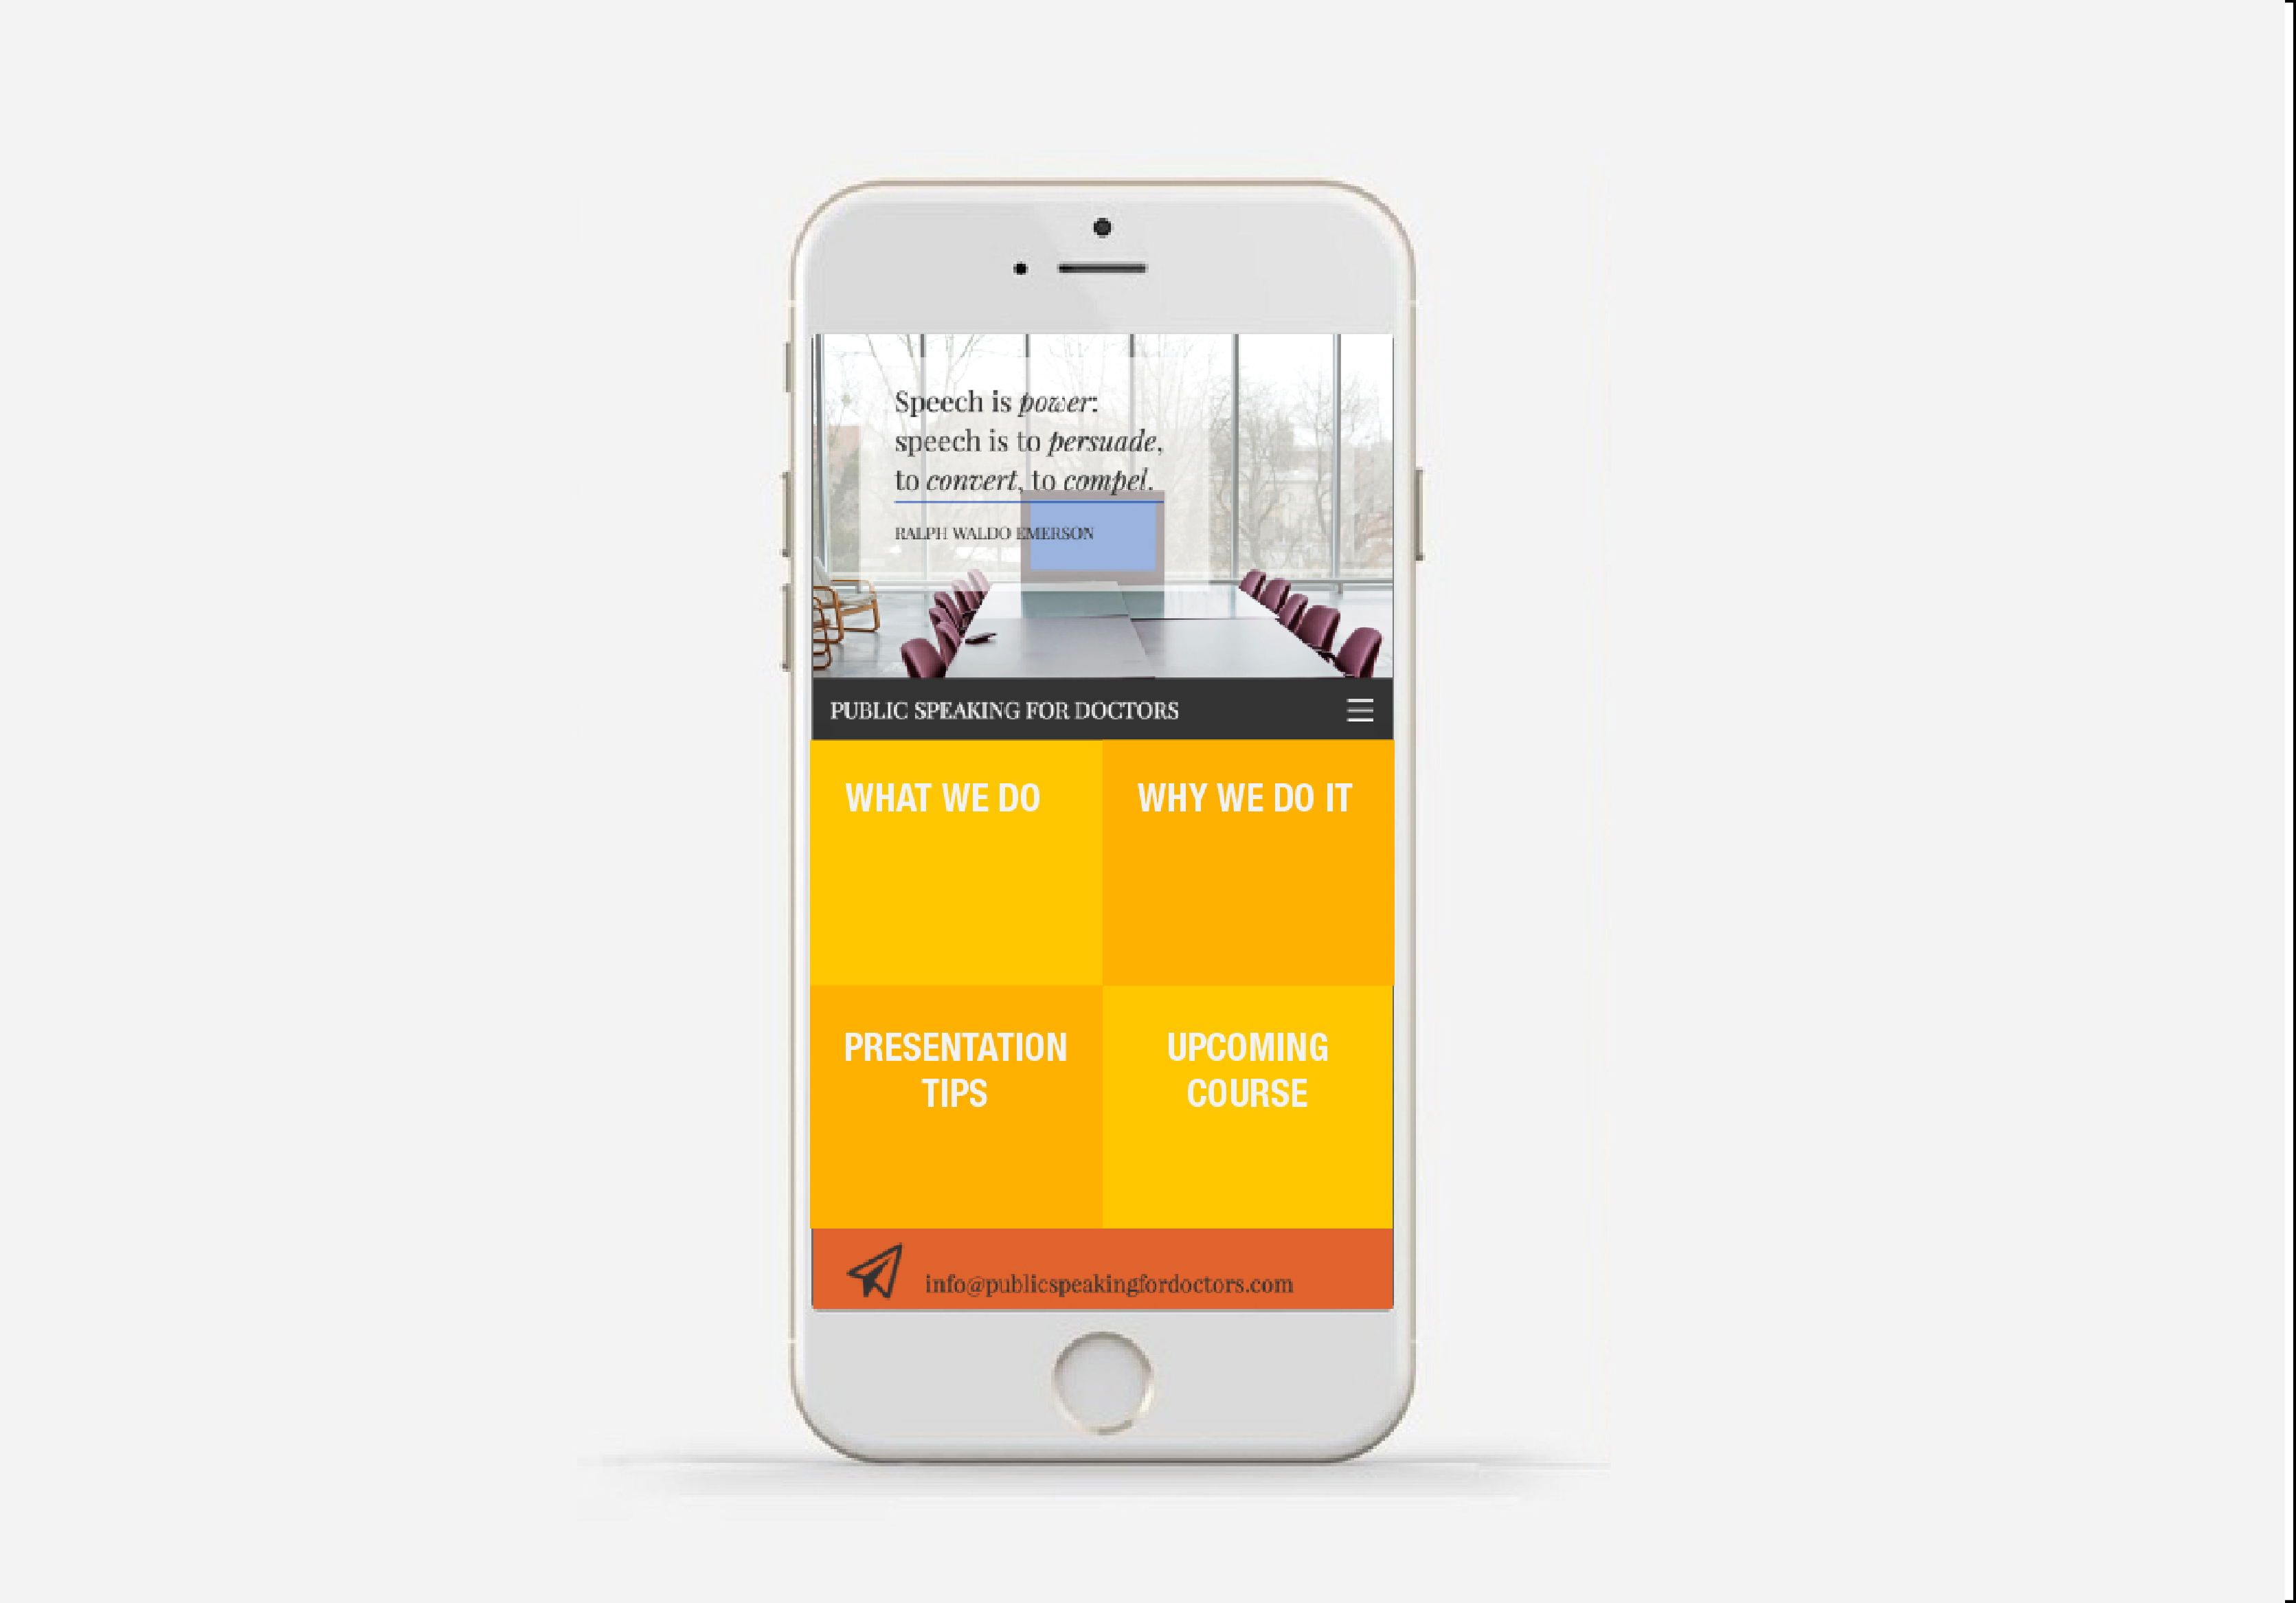 Speech is power:
speech is to persuade,
to convert, to compel.
RALPH WALDO EMERSON
PUBLIC SPEAKING FOR DOCTORS
WHAT WE DO
WHY WE DO IT
PRESENTATION
TIPS
UPCOMING
COURSE
info@publicspeakingfordoctors.com